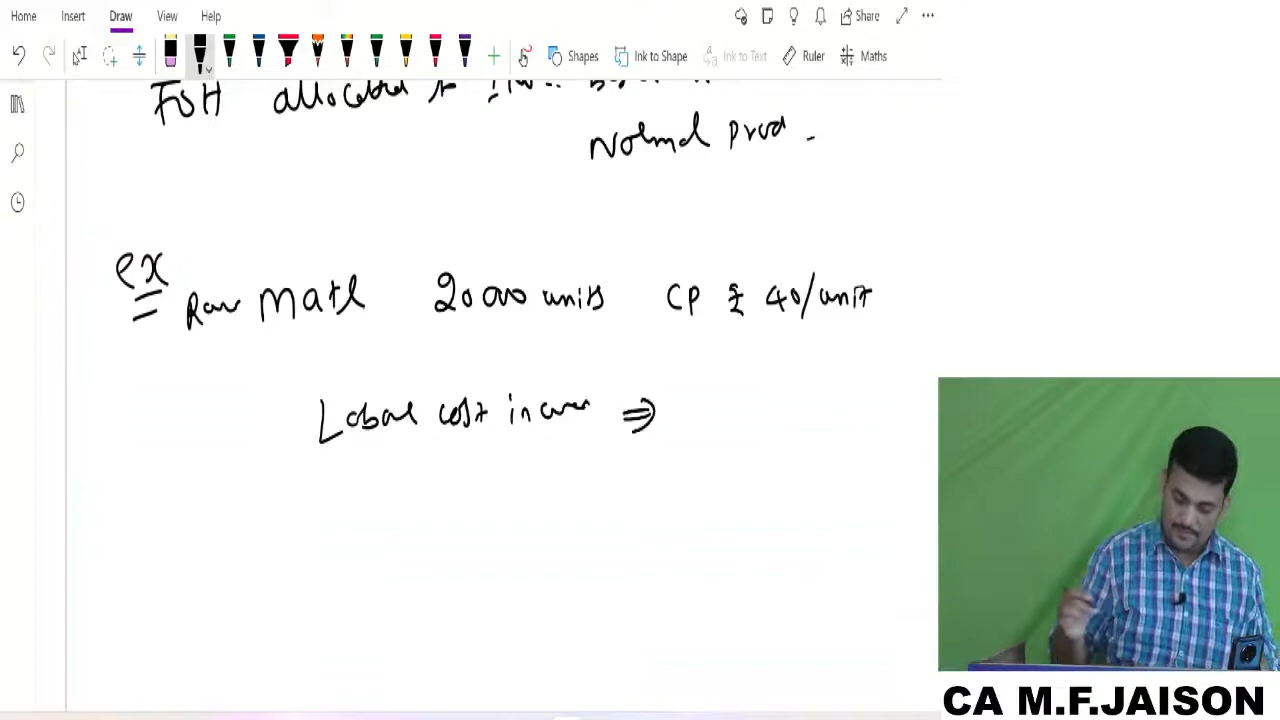 Home Insert Draw View Help Share
Shapes Ink to Shape Ink to Text Ruler Maths
FOH allocated
Normal Prod.
ex
Raw Matl 20000 units CP ₹ 40/unit
Labour cost ⇒
CA M.F.JAISON